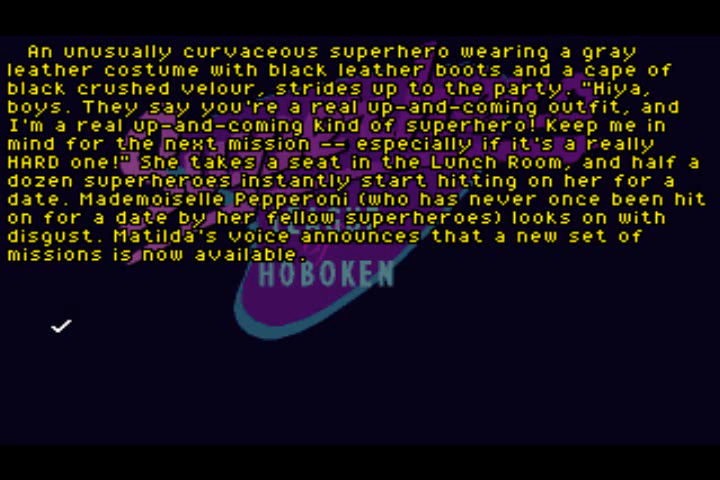 An unusually curvaceous superhero wearing a gray
leather costume with black leather boots and a cape of
black crushed velour, strides up to the party. "Hiya,
boys. They say you're a real up-and-coming outfit, and
I'm a real up-and-coming kind of superhero! Keep me in
mind for the next mission -- especially if it's a really
HARD one!" She takes a seat in the Lunch Room, and half a
dozen superheroes instantly start hitting on her for a
date. Mademoiselle Pepperoni (who has never once been hit
on for a date by her fellow superheroes) looks on with
disgust. Matilda's voice announces that a new set of
missions is now available.
HOBOKEN